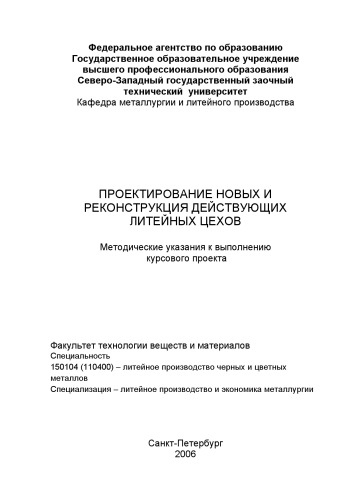 Федеральное агентство по образованию
Государственное образовательное учреждение
высшего профессионального образования
Северо-Западный государственный заочный
технический университет
Кафедра металлургии и литейного производства
ПРОЕКТИРОВАНИЕ НОВЫХ И
РЕКОНСТРУКЦИЯ ДЕЙСТВУЮЩИХ
ЛИТЕЙНЫХ ЦЕХОВ
Методические указания к выполнению
курсового проекта
Факультет технологии веществ и материалов
Специальность
150104 (110400) – литейное производство черных и цветных
металлов
Специализация – литейное производство и экономика металлургии
Санкт-Петербург
2006